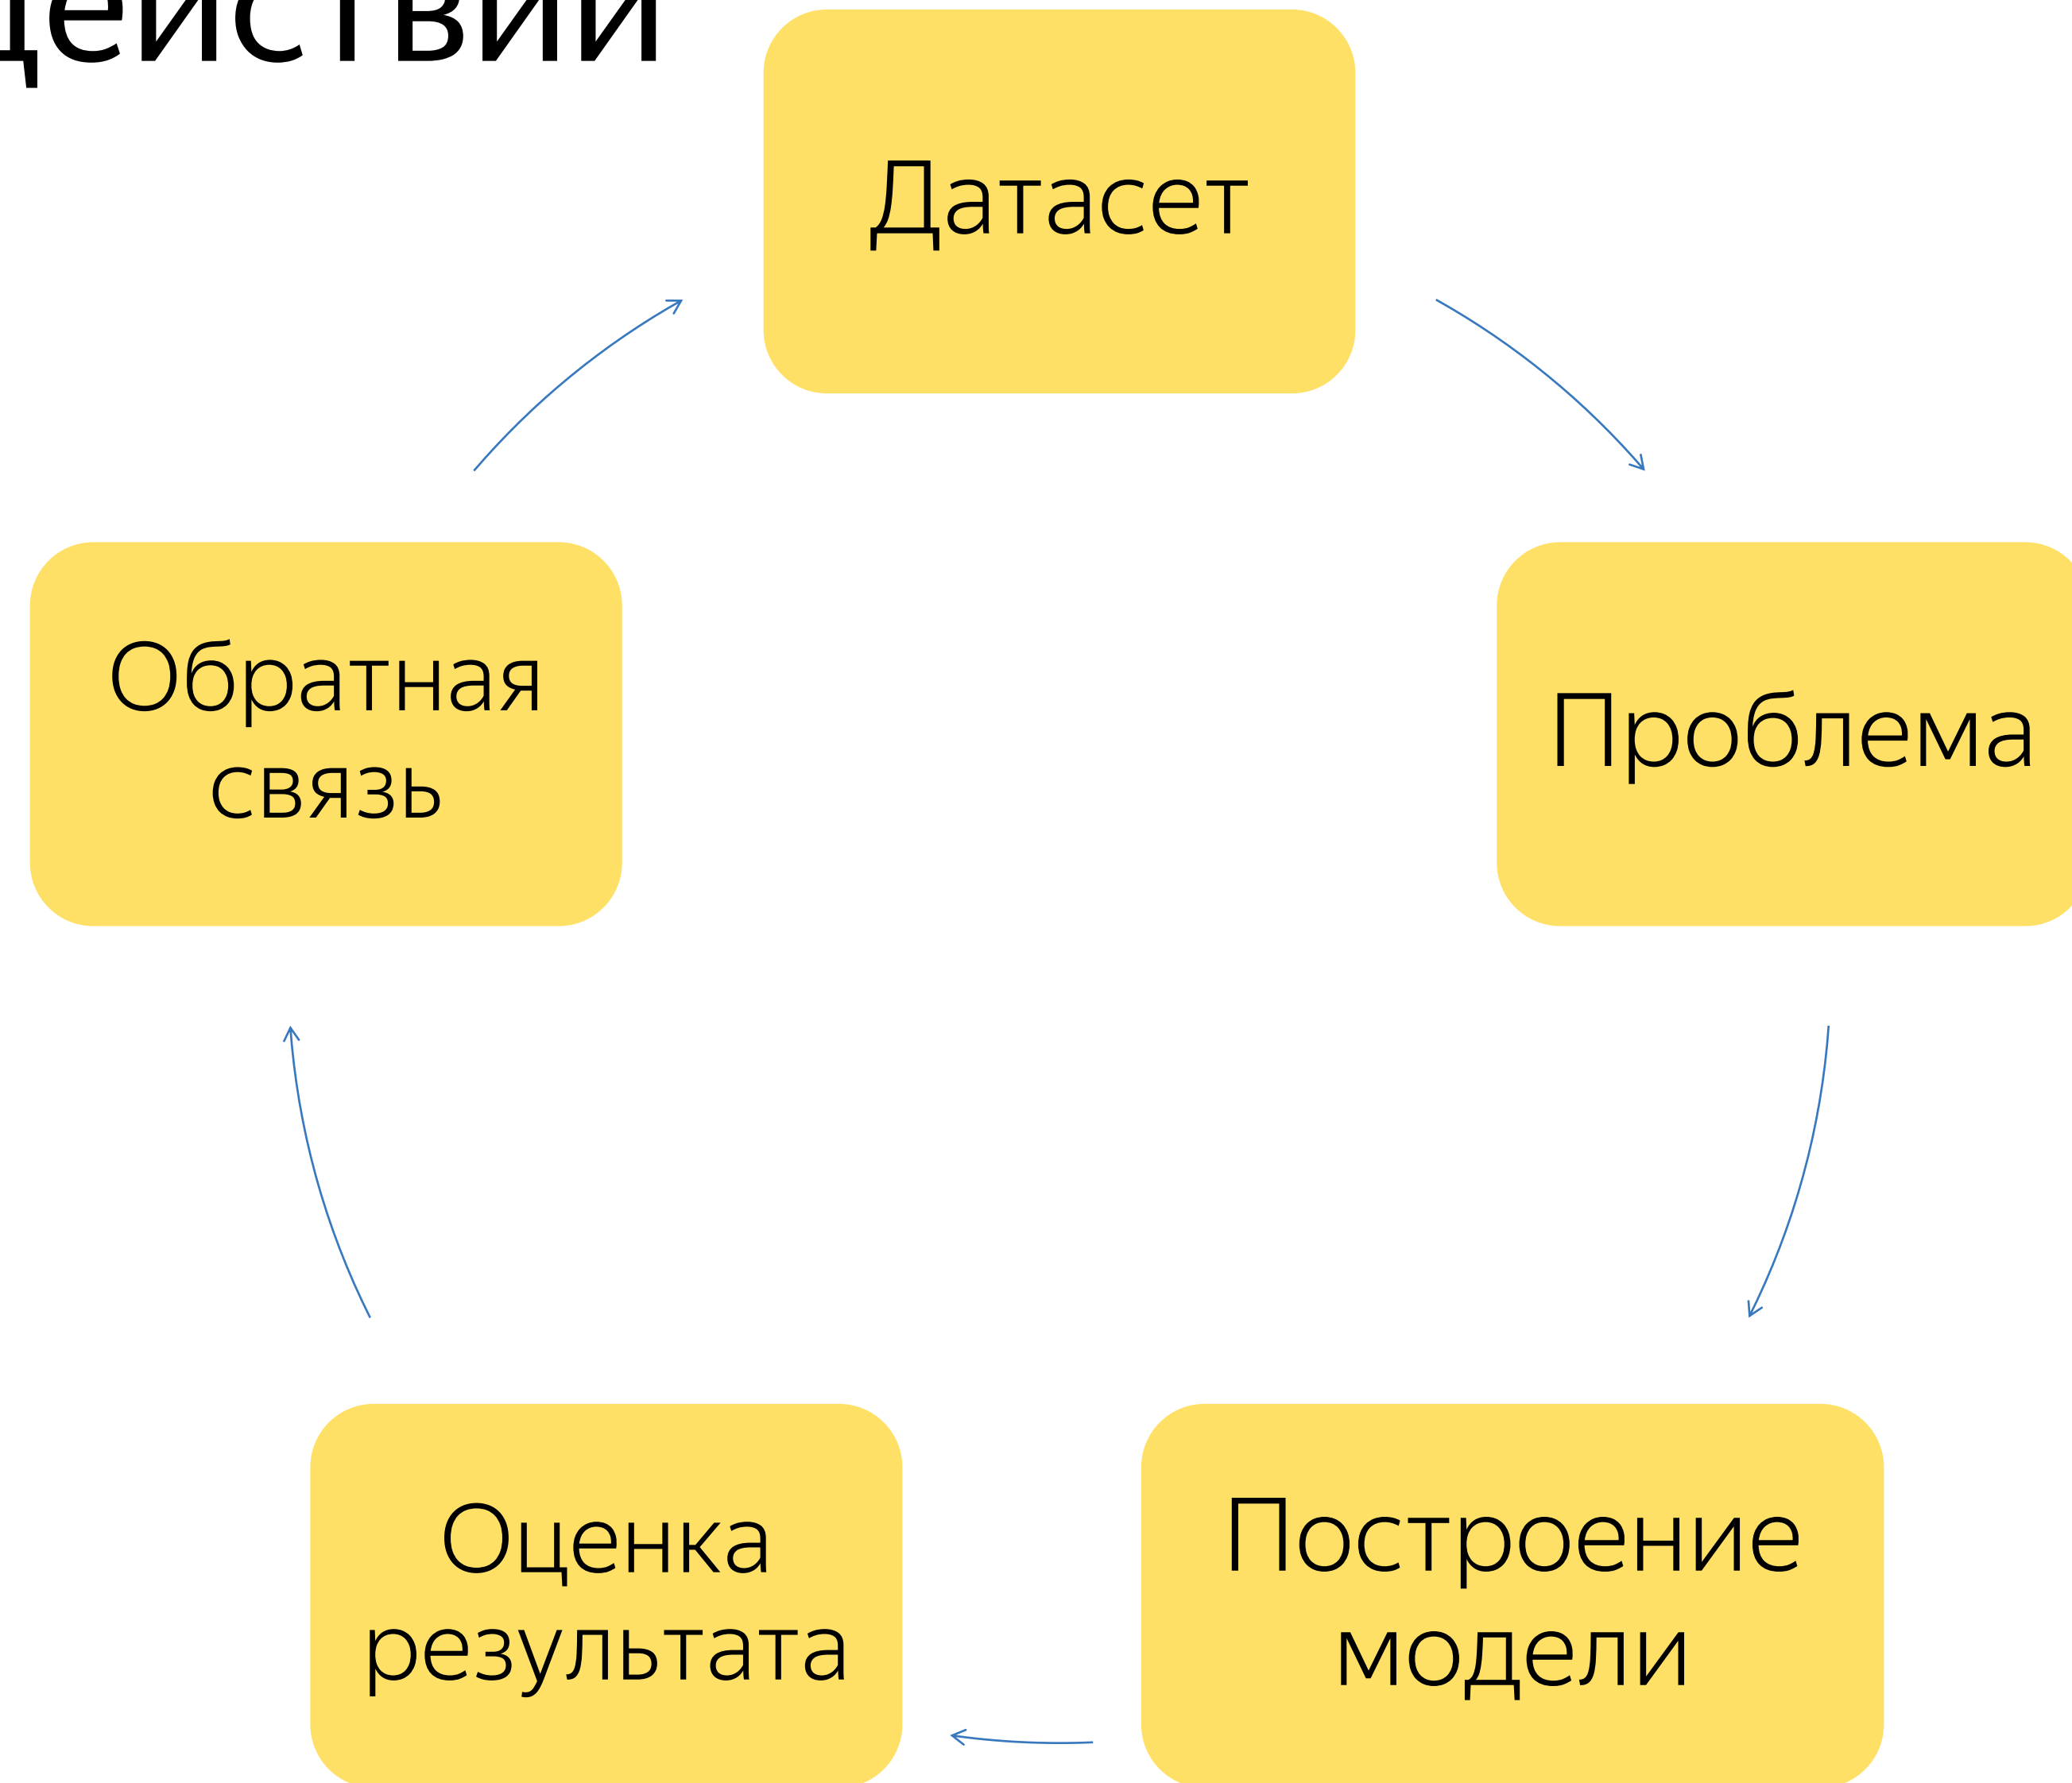 действий
Датасет
Проблема
Построение
модели
Оценка
результата
Обратная
связь